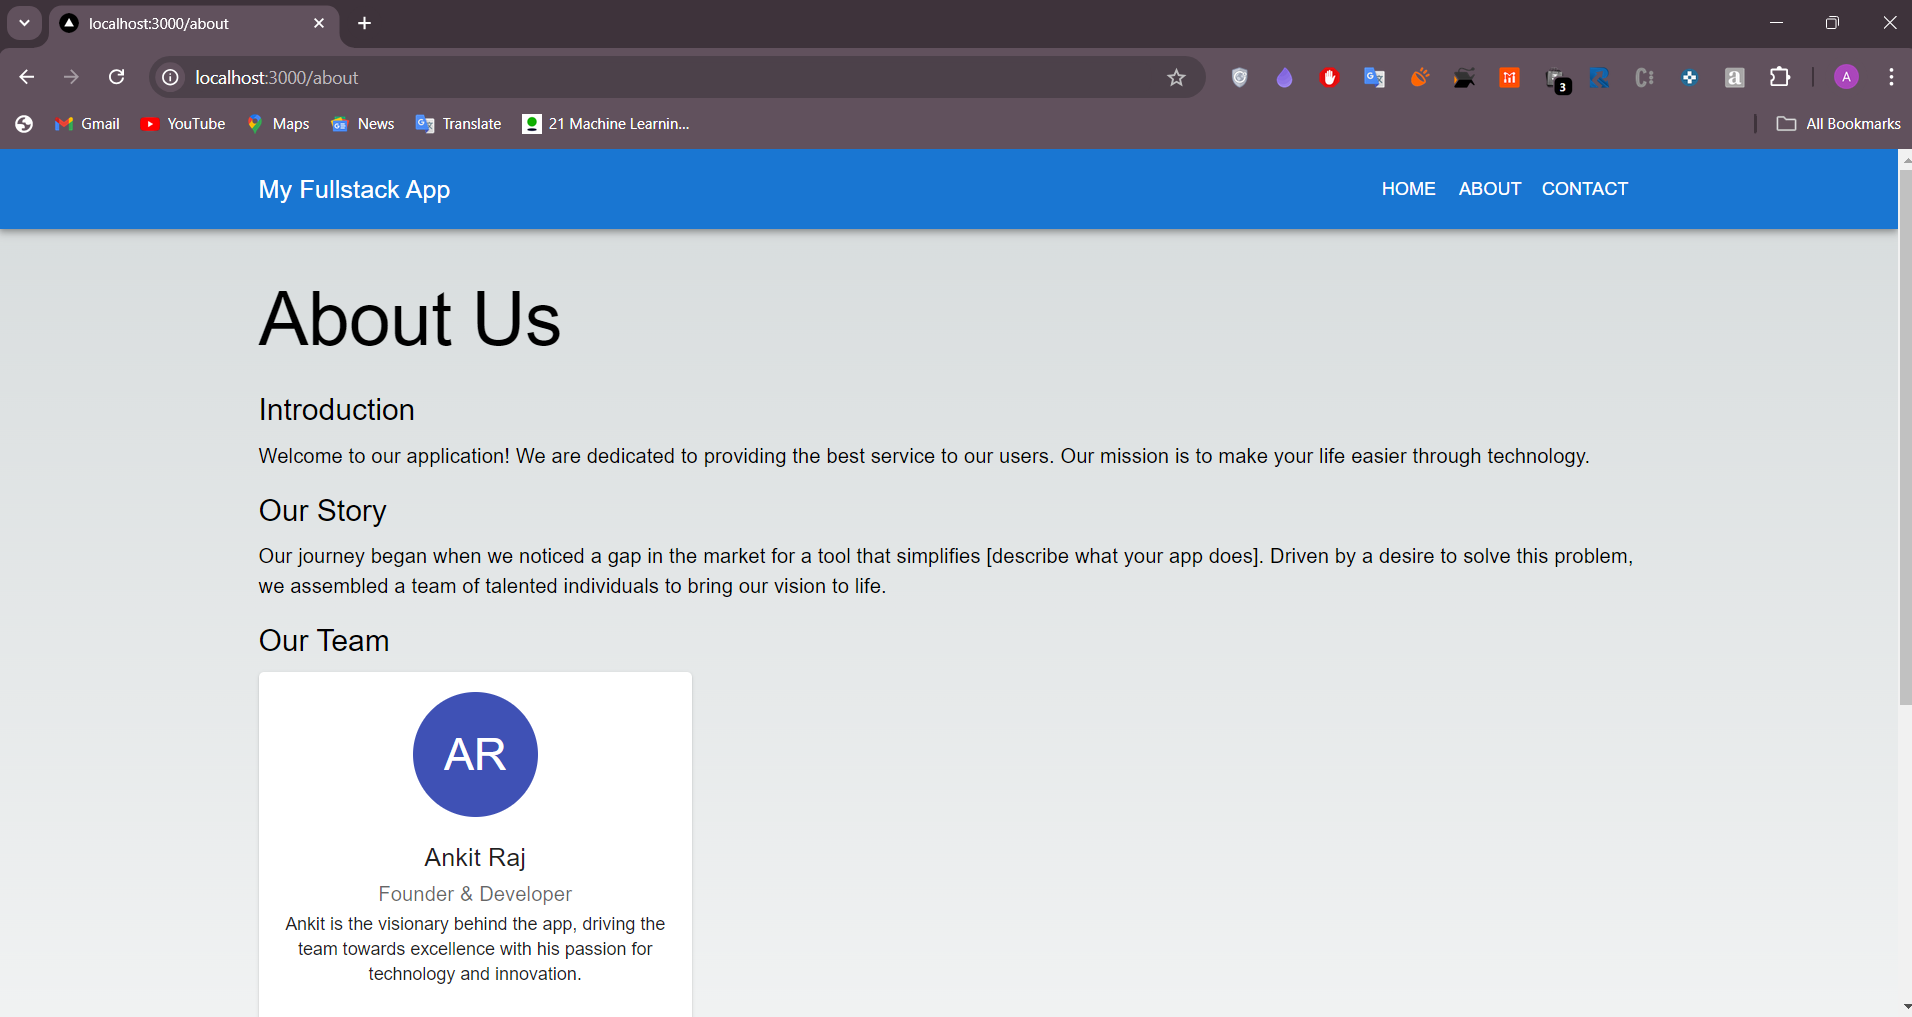 localhost:3000/about
localhost:3000/about
3
a
A
Gmail
YouTube
Maps
News
Translate
21 Machine Learnin...
All Bookmarks
My Fullstack App
HOME
ABOUT
CONTACT
About Us
Introduction
Welcome to our application! We are dedicated to providing the best service to our users. Our mission is to make your life easier through technology.
Our Story
Our journey began when we noticed a gap in the market for a tool that simplifies [describe what your app does]. Driven by a desire to solve this problem,
we assembled a team of talented individuals to bring our vision to life.
Our Team
AR
Ankit Raj
Founder & Developer
Ankit is the visionary behind the app, driving the
team towards excellence with his passion for
technology and innovation.